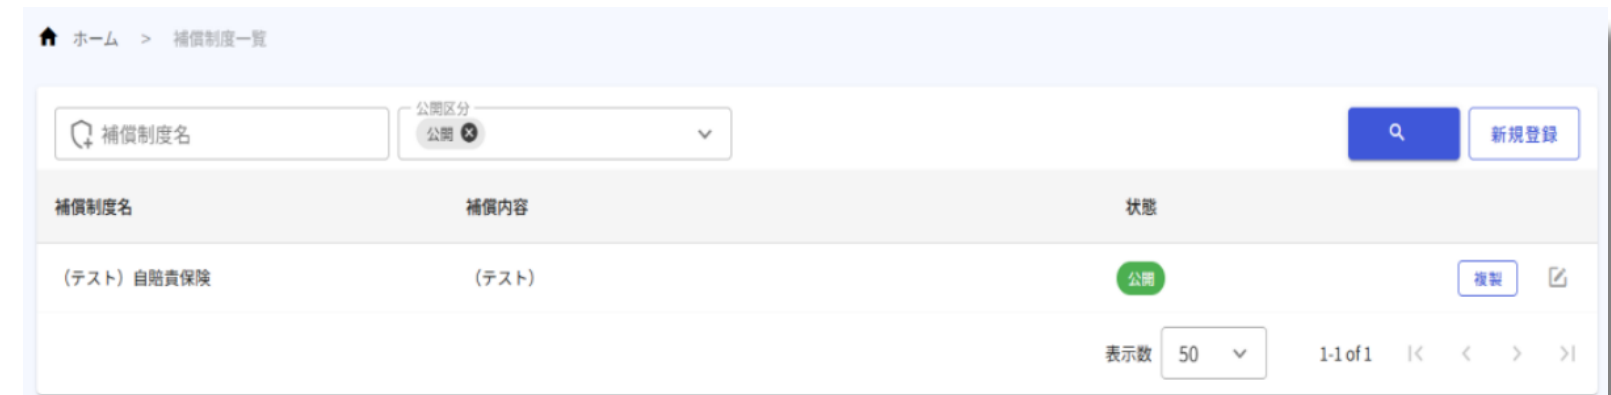 ホーム > 補償制度一覧
補償制度名
公開区分
公開
新規登録
補償制度名 補償内容 状態
（テスト）自賠責保険 （テスト） 公開 複製
表示数 50 1-1 of 1